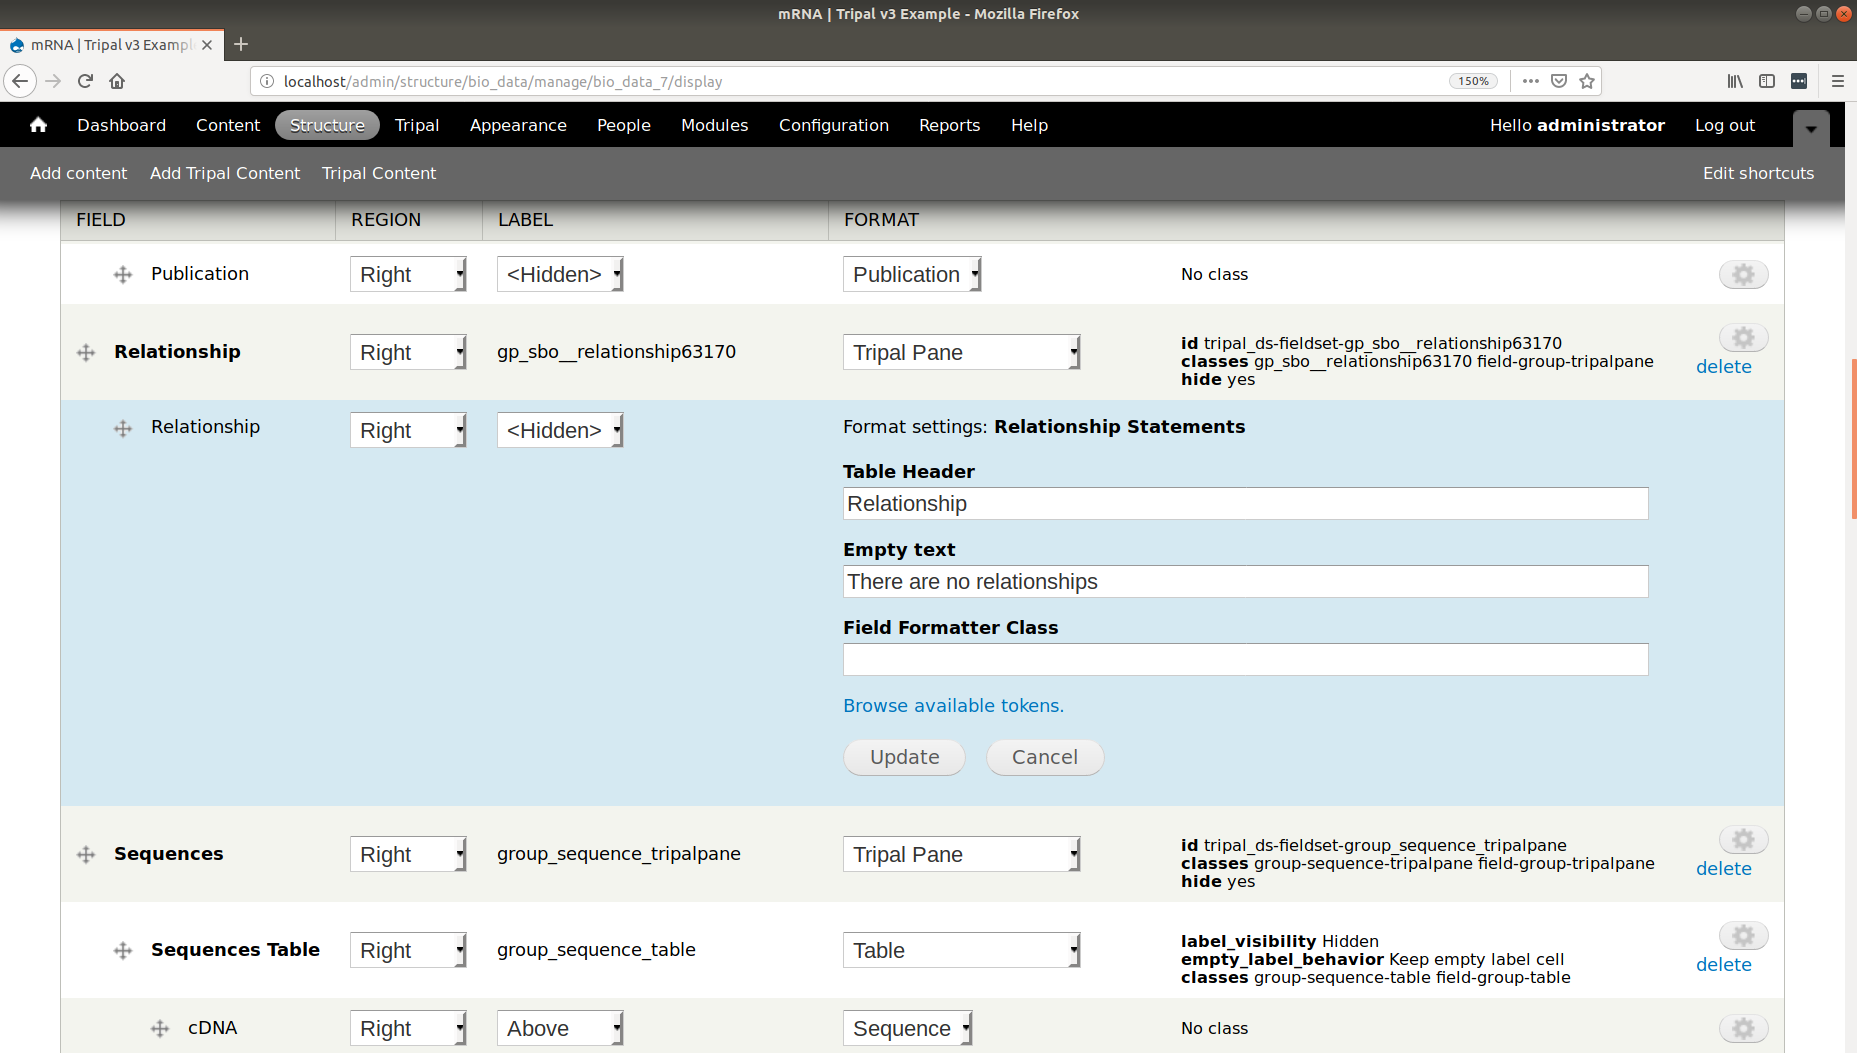 mRNA | Tripal v3 Example - Mozilla Firefox
mRNA | Tripal v3 Exampl
localhost/admin/structure/bio_data/manage/bio_data_7/display
150%
Dashboard Content Structure Tripal Appearance People Modules Configuration Reports Help Hello administrator Log out
Add content Add Tripal Content Tripal Content Edit shortcuts
FIELD REGION LABEL FORMAT
Publication Right <Hidden> Publication No class
Relationship Right gp_sbo__relationship63170 Tripal Pane
id tripal_ds-fieldset-gp_sbo__relationship63170
classes gp_sbo__relationship63170 field-group-tripalpane
hide yes
delete
Relationship Right <Hidden> Format settings: Relationship Statements
Table Header
Relationship
Empty text
There are no relationships
Field Formatter Class
Browse available tokens.
Update Cancel
Sequences Right group_sequence_tripalpane Tripal Pane
id tripal_ds-fieldset-group_sequence_tripalpane
classes group-sequence-tripalpane field-group-tripalpane
hide yes
delete
Sequences Table Right group_sequence_table Table
label_visibility Hidden
empty_label_behavior Keep empty label cell
classes group-sequence-table field-group-table
delete
cDNA Right Above Sequence No class